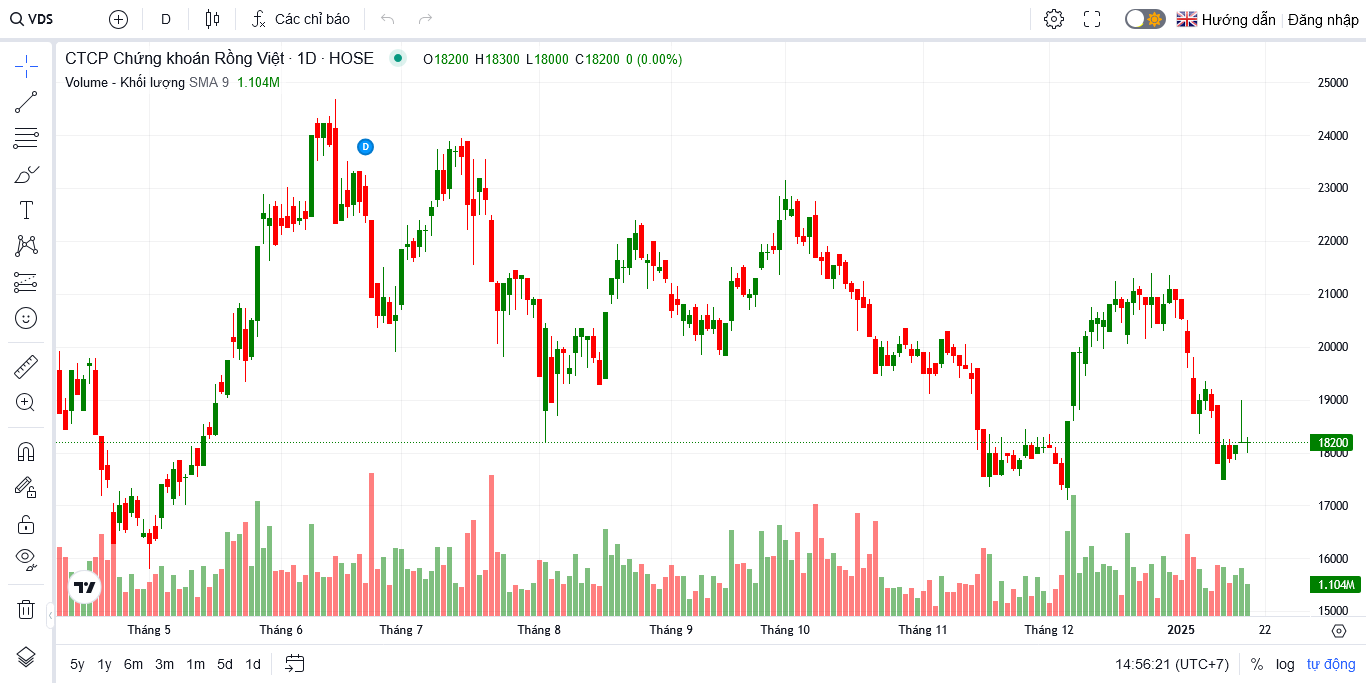 VDS D Các chỉ báo Hướng dẫn Đăng nhập
CTCP Chứng khoán Rồng Việt · 1D · HOSE O18200 H18300 L18000 C18200 0 (0.00%)
Volume - Khối lượng SMA 9 1.104M
D
25000
24000
23000
22000
21000
20000
19000
18200
18000
17000
16000
1.104M
15000
Tháng 5 Tháng 6 Tháng 7 Tháng 8 Tháng 9 Tháng 10 Tháng 11 Tháng 12 2025 22
5y 1y 6m 3m 1m 5d 1d 14:56:21 (UTC+7) % log tự động